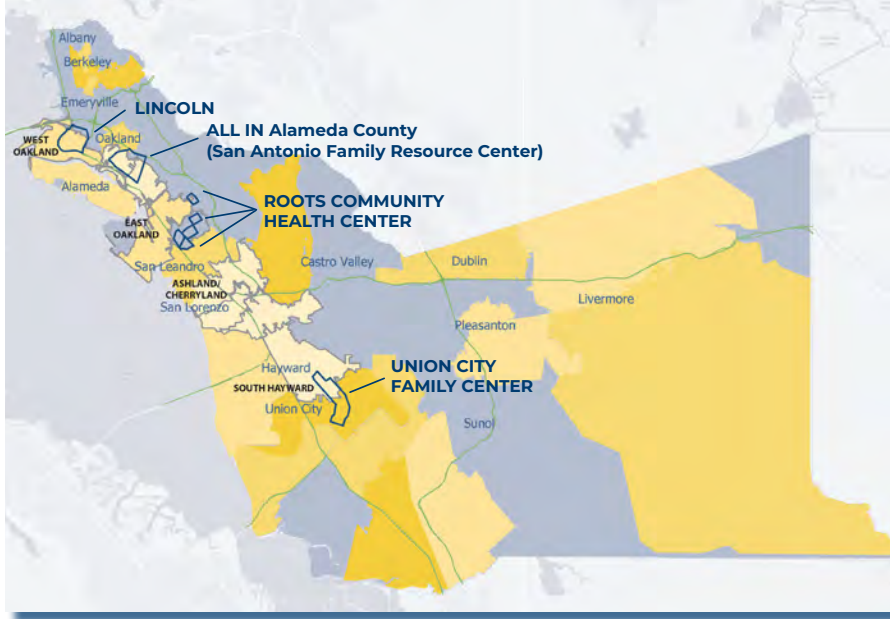 Albany
Berkeley
Emeryville
LINCOLN
WEST
OAKLAND
Oakland
ALL IN Alameda County
(San Antonio Family Resource Center)
Alameda
ROOTS COMMUNITY
HEALTH CENTER
EAST
OAKLAND
San Leandro
Castro Valley
Dublin
ASHLAND/
CHERRYLAND
San Lorenzo
Livermore
Pleasanton
Hayward
SOUTH HAYWARD
UNION CITY
FAMILY CENTER
Union City
Sunol